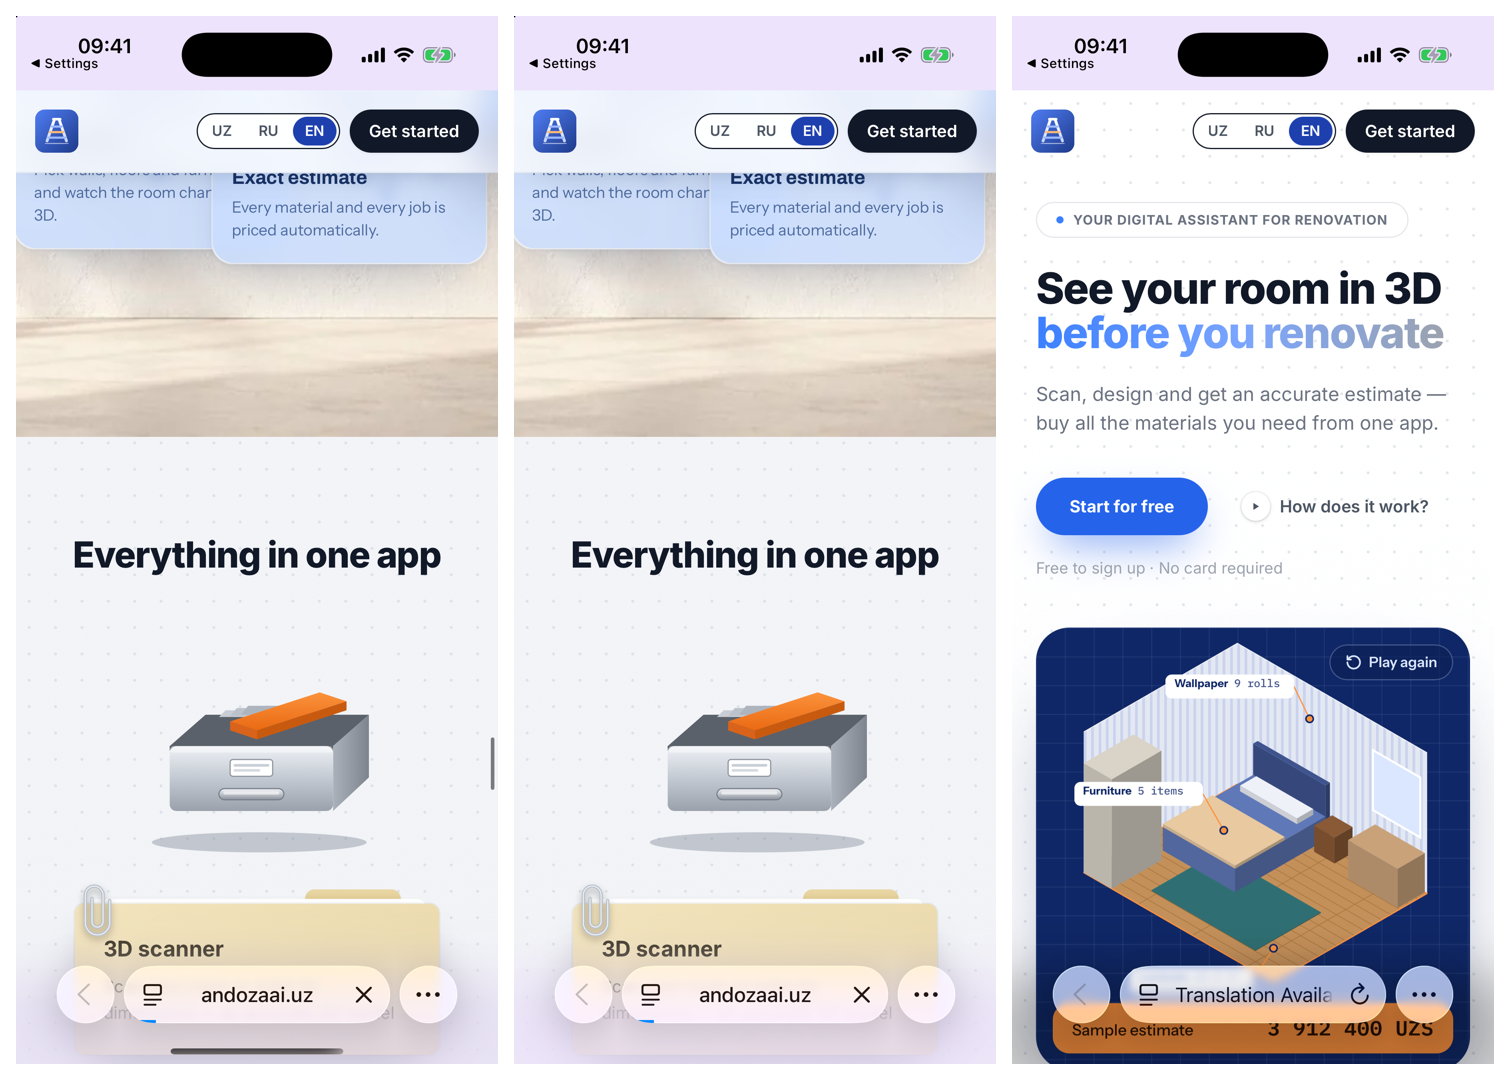 09:41
Settings
UZ RU EN
Get started
and watch the room char
3D.
Exact estimate
Every material and every job is
priced automatically.
Everything in one app
3D scanner
andozaai.uz
09:41
Settings
UZ RU EN
Get started
and watch the room char
3D.
Exact estimate
Every material and every job is
priced automatically.
Everything in one app
3D scanner
andozaai.uz
09:41
Settings
UZ RU EN
Get started
YOUR DIGITAL ASSISTANT FOR RENOVATION
See your room in 3D
before you renovate
Scan, design and get an accurate estimate —
buy all the materials you need from one app.
Start for free
How does it work?
Free to sign up · No card required
Play again
Wallpaper 9 rolls
Furniture 5 items
Translation Availa
Sample estimate 3 912 400 UZS